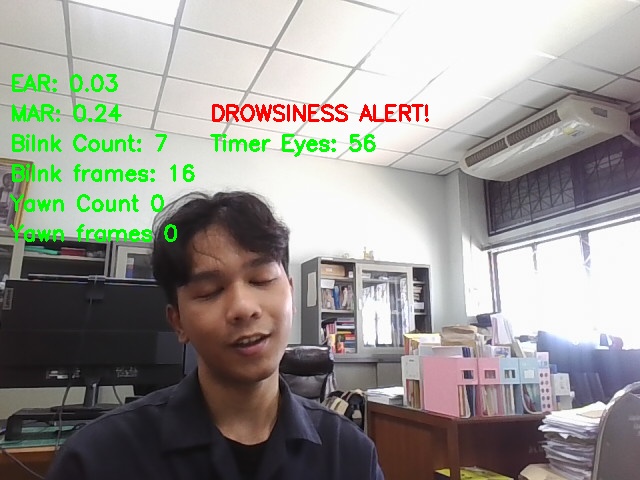 EAR: 0.03
MAR: 0.24 DROWSINESS ALERT!
Bilnk Count: 7 Timer Eyes: 56
Bilnk frames: 16
Yawn Count 0
Yawn frames 0